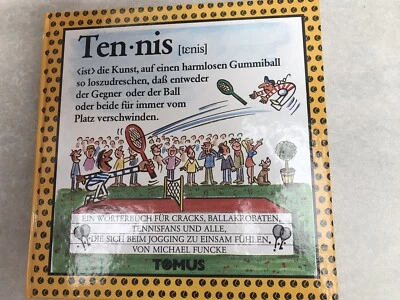 Ten·nis [tɛnis]
⟨ist⟩ die Kunst, auf einen harmlosen Gummiball
so loszudreschen, daß entweder
der Gegner oder der Ball
oder beide für immer vom
Platz verschwinden.
EIN WÖRTERBUCH FÜR CRACKS, BALLAKROBATEN,
TENNISFANS UND ALLE,
DIE SICH BEIM JOGGING ZU EINSAM FÜHLEN.
VON MICHAEL FUNCKE
TOMUS